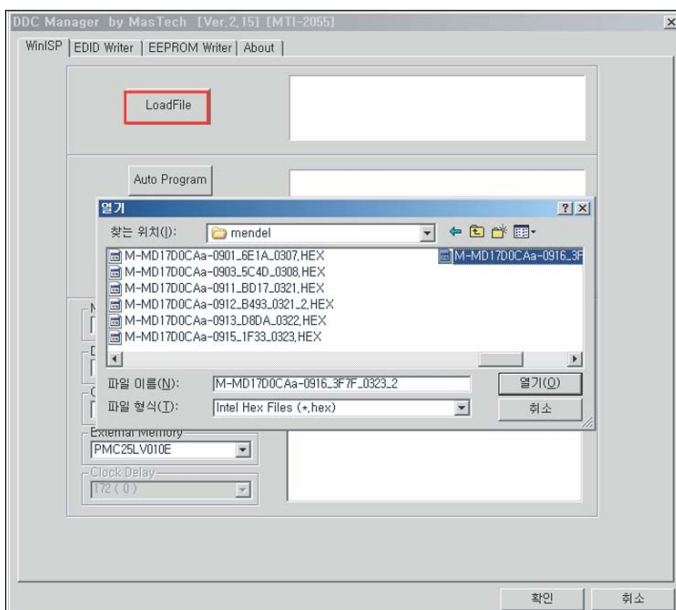 DDC Manager by MasTech [Ver,2,15] [MTI-2055]
WinISP EDID Writer EEPROM Writer About
LoadFile
Auto Program
열기
찾는 위치(I):
mendel
M-MD17D0CAa-0901_6E1A_0307,HEX
M-MD17D0CAa-0903_5C4D_0308,HEX
M-MD17D0CAa-0911_BD17_0321,HEX
M-MD17D0CAa-0912_B493_0321_2,HEX
M-MD17D0CAa-0913_D8DA_0322,HEX
M-MD17D0CAa-0915_1F33_0323,HEX
M-MD17D0CAa-0916_3F
파일 이름(N):
M-MD17D0CAa-0916_3F7F_0323_2
열기(O)
파일 형식(T):
Intel Hex Files (*,hex)
취소
External Memory
PMC25LV010E
Clock Delay
172 ( 0 )
확인
취소